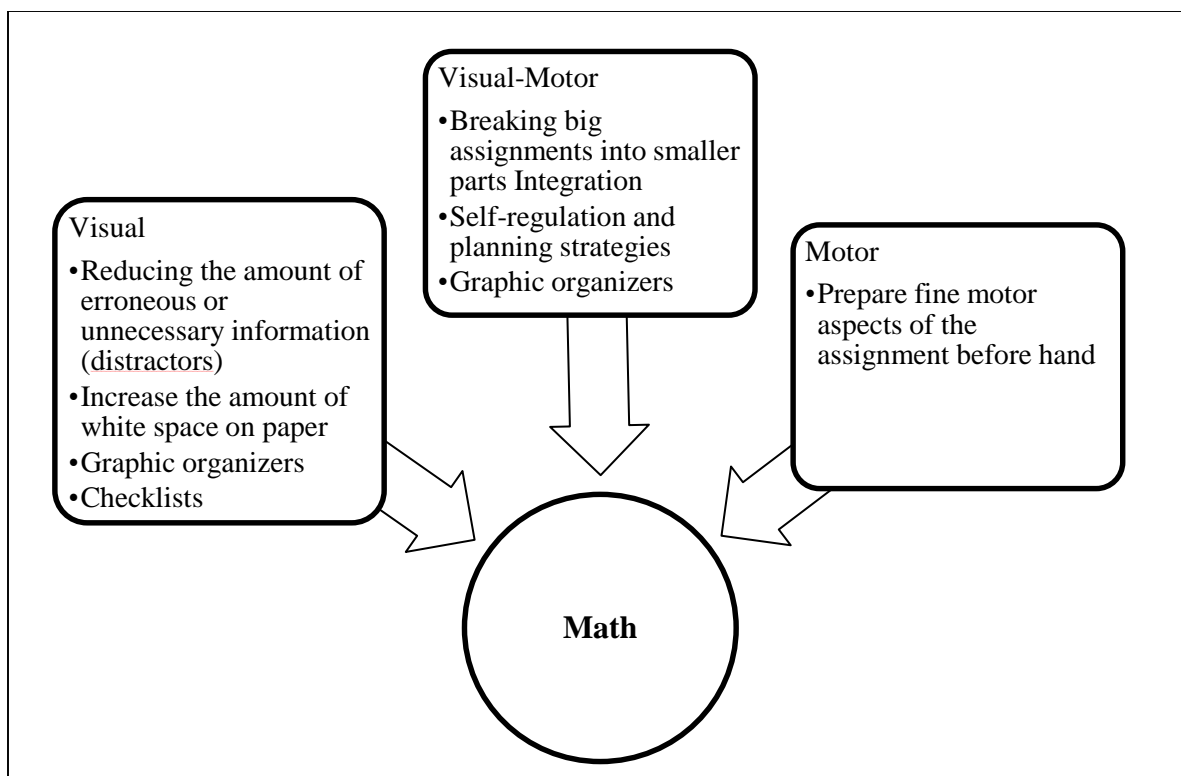 Visual-Motor
•Breaking big
assignments into smaller
parts Integration
•Self-regulation and
planning strategies
•Graphic organizers
Visual
•Reducing the amount of
erroneous or
unnecessary information
(distractors)
•Increase the amount of
white space on paper
•Graphic organizers
•Checklists
Motor
•Prepare fine motor
aspects of the
assignment before hand
Math